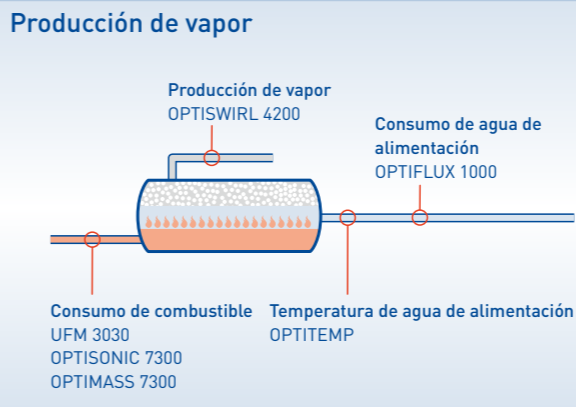 Producción de vapor
Producción de vapor
OPTISWIRL 4200
Consumo de agua de
alimentación
OPTIFLUX 1000
Consumo de combustible
UFM 3030
OPTISONIC 7300
OPTIMASS 7300
Temperatura de agua de alimentación
OPTITEMP